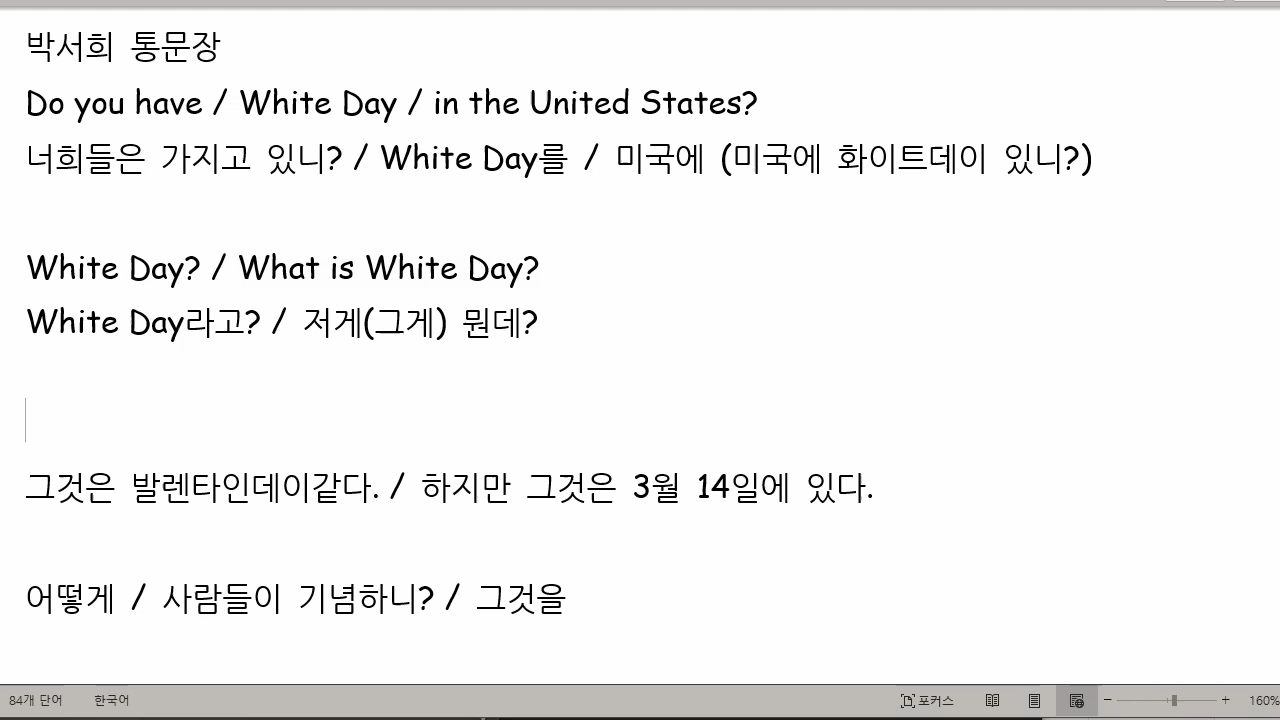 박서희 통문장
Do you have / White Day / in the United States?
너희들은 가지고 있니? / White Day를 / 미국에 (미국에 화이트데이 있니?)
White Day? / What is White Day?
White Day라고? / 저게(그게) 뭔데?
그것은 발렌타인데이같다. / 하지만 그것은 3월 14일에 있다.
어떻게 / 사람들이 기념하니? / 그것을
84개 단어 한국어 포커스 160%